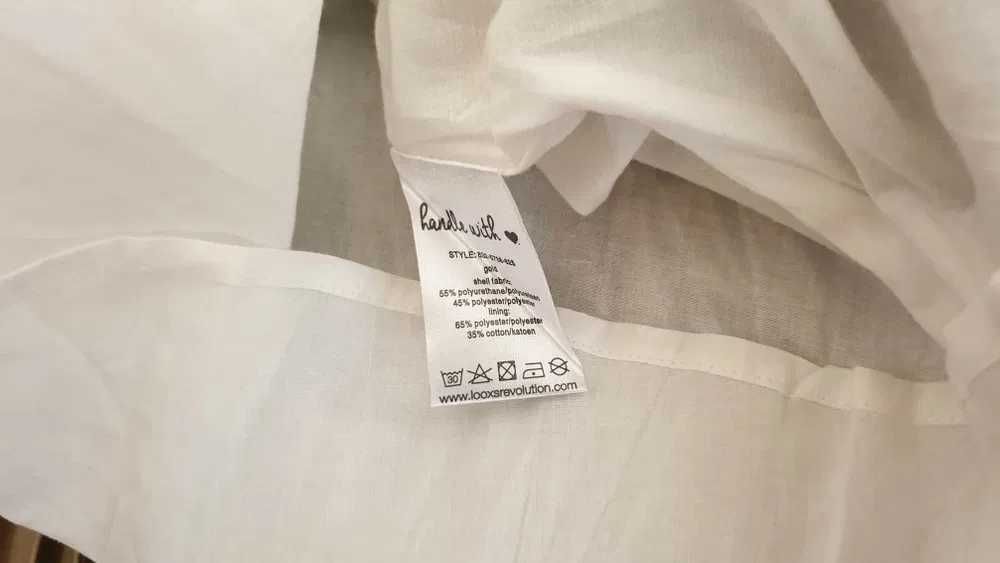 handle with
STYLE:
gold
shell fabric:
55% polyurethane/polyurethaan
45% polyester/polyester
lining:
65% polyester/polyester
35% cotton/katoen
30
www.looxsrevolution.com